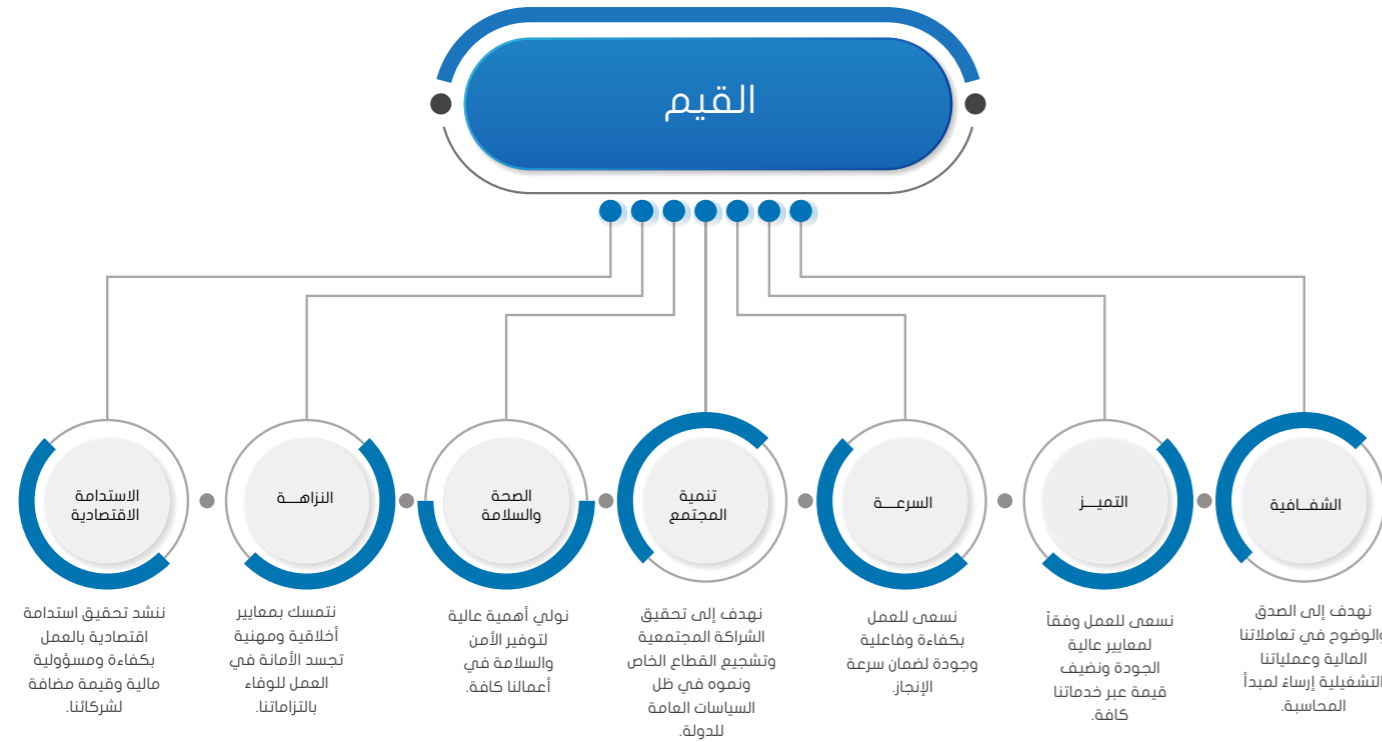 القيم
الشفــافية
نهدف إلى الصدق
والوضوح في تعاملاتنا
المالية وعملياتنا
التشغيلية إرساءً لمبدأ
المحاسبة.
التميـــز
نسعى للعمل وفقاً
لمعايير عالية
الجودة ونضيف
قيمة عبر خدماتنا
كافة.
السرعــــة
نسعى للعمل
بكفاءة وفاعلية
وجودة لضمان سرعة
الإنجاز.
تنمية
المجتمع
نهدف إلى تحقيق
الشراكة المجتمعية
وتشجيع القطاع الخاص
ونموه في ظل
السياسات العامة
للدولة.
الصحة
والسلامة
نولي أهمية عالية
لتوفير الأمن
والسلامة في
أعمالنا كافة.
النزاهـــة
نتمسك بمعايير
أخلاقية ومهنية
تجسد الأمانة في
العمل للوفاء
بالتزاماتنا.
الاستدامة
الاقتصادية
ننشد تحقيق استدامة
اقتصادية بالعمل
بكفاءة ومسؤولية
مالية وقيمة مضافة
لشركائنا.